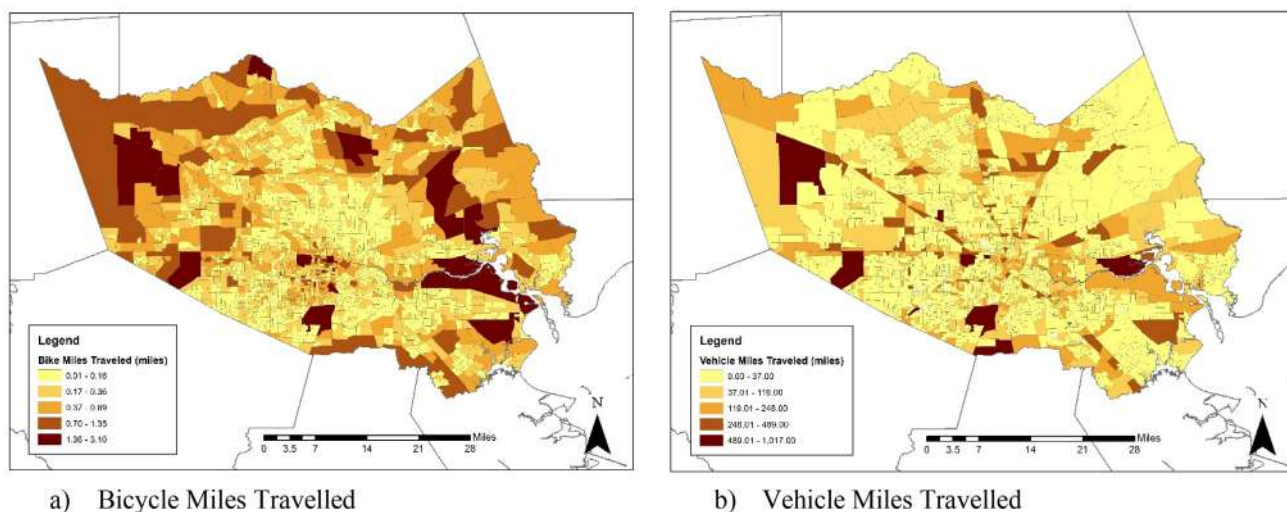 Legend
Bike Miles Traveled (miles)
0.01 - 0.16
0.17 - 0.36
0.37 - 0.69
0.70 - 1.35
1.36 - 3.10
Miles
0 3.5 7 14 21 28
N
a) Bicycle Miles Travelled
Legend
Vehicle Miles Traveled (miles)
0.00 - 37.00
37.01 - 119.00
119.01 - 248.00
248.01 - 489.00
489.01 - 1,017.00
Miles
0 3.5 7 14 21 28
N
b) Vehicle Miles Travelled